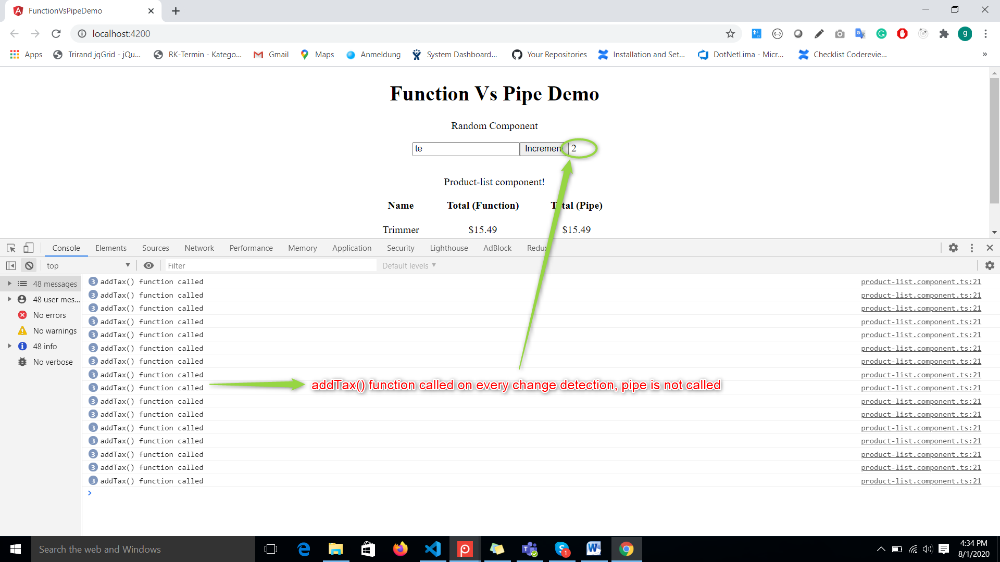 FunctionVsPipeDemo
localhost:4200
g
Apps Trirand jqGrid - jQu... RK-Termin - Katego... Gmail Maps Anmeldung System Dashboard... Your Repositories Installation and Set... DotNetLima - Micr... Checklist Coderevie... »
Function Vs Pipe Demo
Random Component
te Increment 2
Product-list component!
Name Total (Function) Total (Pipe)
Trimmer $15.49 $15.49
Console Elements Sources Network Performance Memory Application Security Lighthouse AdBlock Redux
top Filter Default levels
48 messages
48 user mes...
No errors
No warnings
48 info
No verbose
3 addTax() function called product-list.component.ts:21
3 addTax() function called product-list.component.ts:21
3 addTax() function called product-list.component.ts:21
3 addTax() function called product-list.component.ts:21
3 addTax() function called product-list.component.ts:21
3 addTax() function called product-list.component.ts:21
3 addTax() function called product-list.component.ts:21
3 addTax() function called product-list.component.ts:21
3 addTax() function called product-list.component.ts:21
addTax() function called on every change detection, pipe is not called
3 addTax() function called product-list.component.ts:21
3 addTax() function called product-list.component.ts:21
3 addTax() function called product-list.component.ts:21
3 addTax() function called product-list.component.ts:21
3 addTax() function called product-list.component.ts:21
3 addTax() function called product-list.component.ts:21
3 addTax() function called product-list.component.ts:21
Search the web and Windows
1
4:34 PM
8/1/2020